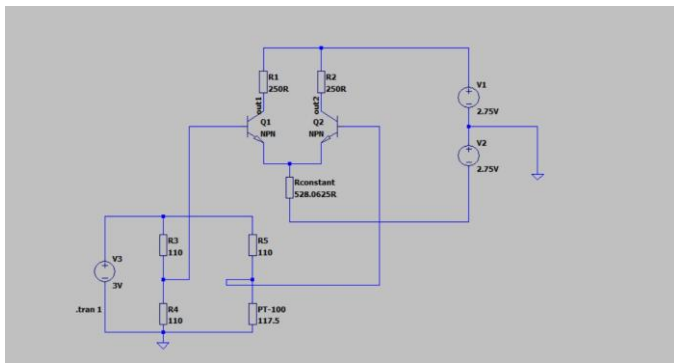 R1
250R
R2
250R
out1
out2
Q1
NPN
Q2
NPN
V1
2.75V
V2
2.75V
Rconstant
528.0625R
R3
110
R5
110
V3
3V
R4
110
PT-100
117.5
.tran 1